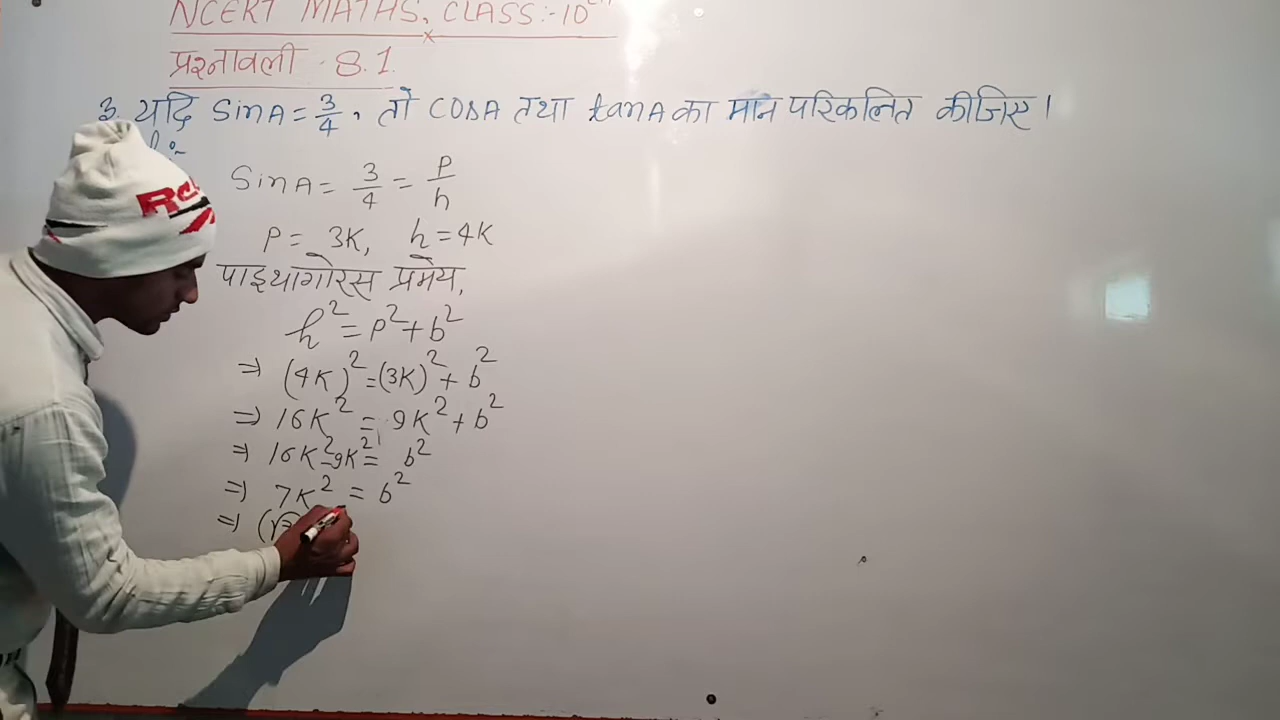 NCERT MATHS, CLASS:-10th
प्रश्नावली 8.1.
3. यदि SinA = 3/4, तो COSA तथा tanA का मान परिकलित कीजिए।
SinA = 3/4 = P/h
P = 3K, h = 4K
पाइथागोरस प्रमेय,
h² = P² + b²
⇒ (4K)² = (3K)² + b²
⇒ 16K² = 9K² + b²
⇒ 16K² - 9K² = b²
⇒ 7K² = b²
⇒ (√7